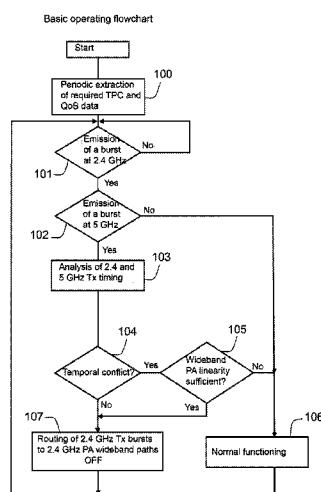 Basic operating flowchart
Start
100
Periodic extraction
of required TPC and
QoS data
Emission
of a burst
at 2.4 GHz
No
101
Yes
Emission
of a burst
at 5 GHz
No
102
Yes
103
Analysis of 2.4 and
5 GHz Tx timing
104
105
Temporal conflict?
Yes
Wideband
PA linearity
sufficient?
No
No
Yes
107
106
Routing of 2.4 GHz Tx bursts
to 2.4 GHz PA wideband paths
OFF
Normal functioning